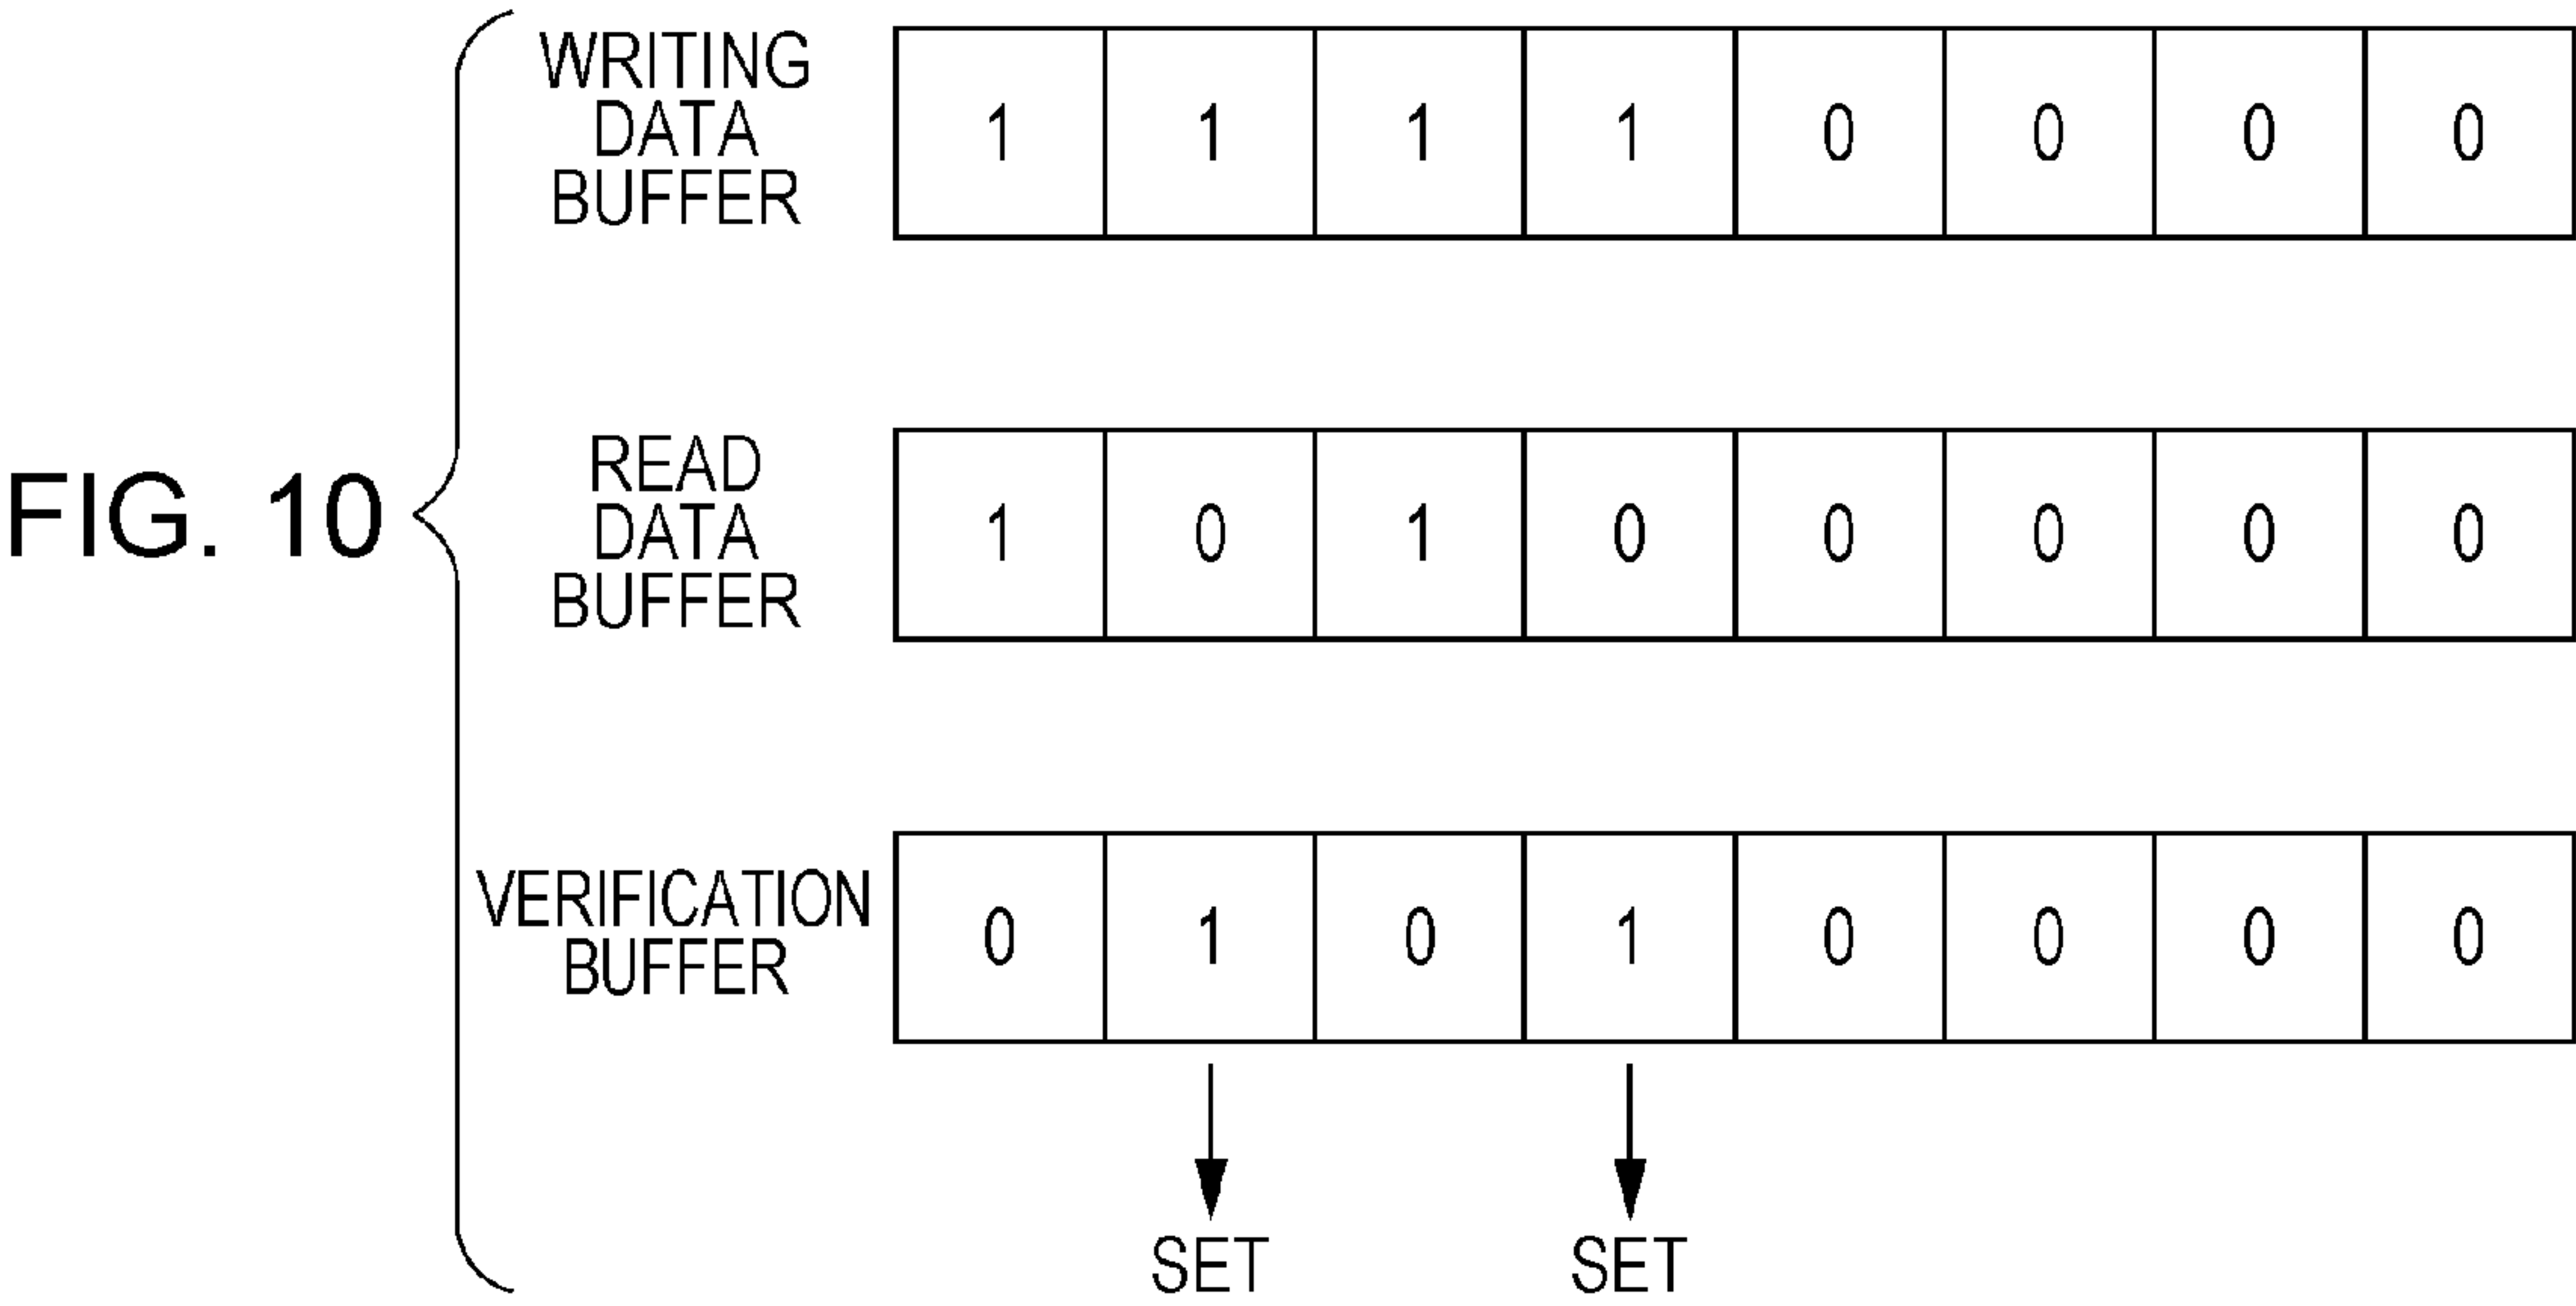 FIG. 10
WRITING
DATA
BUFFER
1 1 1 1 0 0 0 0
READ
DATA
BUFFER
1 0 1 0 0 0 0 0
VERIFICATION
BUFFER
0 1 0 1 0 0 0 0
SET SET